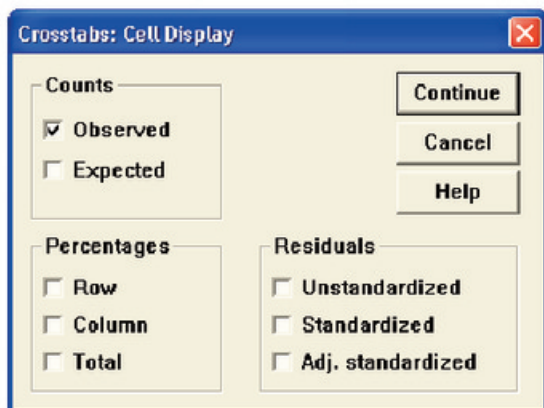 Crosstabs: Cell Display
Counts
Observed
Expected
Continue
Cancel
Help
Percentages
Row
Column
Total
Residuals
Unstandardized
Standardized
Adj. standardized